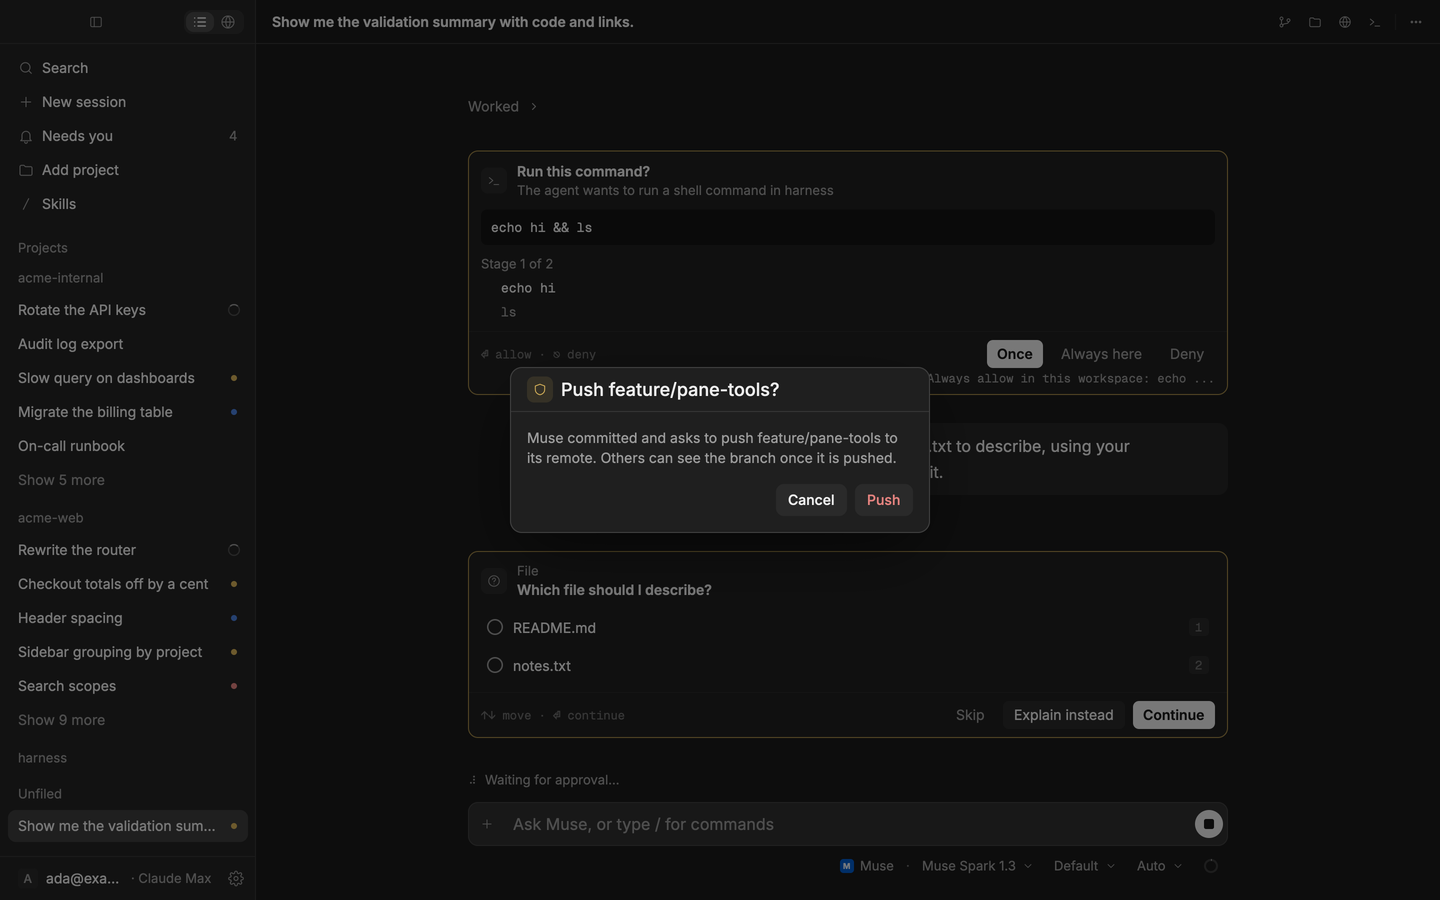 Show me the validation summary with code and links.
Search
New session
Needs you 4
Add project
Skills
Projects
acme-internal
Rotate the API keys
Audit log export
Slow query on dashboards
Migrate the billing table
On-call runbook
Show 5 more
acme-web
Rewrite the router
Checkout totals off by a cent
Header spacing
Sidebar grouping by project
Search scopes
Show 9 more
harness
Unfiled
Show me the validation sum...
A ada@exa... · Claude Max
Worked
Run this command?
The agent wants to run a shell command in harness
echo hi && ls
Stage 1 of 2
echo hi
ls
allow · deny
Once Always here Deny
Always allow in this workspace: echo ...
Push feature/pane-tools?
Muse committed and asks to push feature/pane-tools to
its remote. Others can see the branch once it is pushed.
Cancel Push
.txt to describe, using your
it.
File
Which file should I describe?
README.md 1
notes.txt 2
move · continue
Skip Explain instead Continue
Waiting for approval...
Ask Muse, or type / for commands
M Muse · Muse Spark 1.3 Default Auto